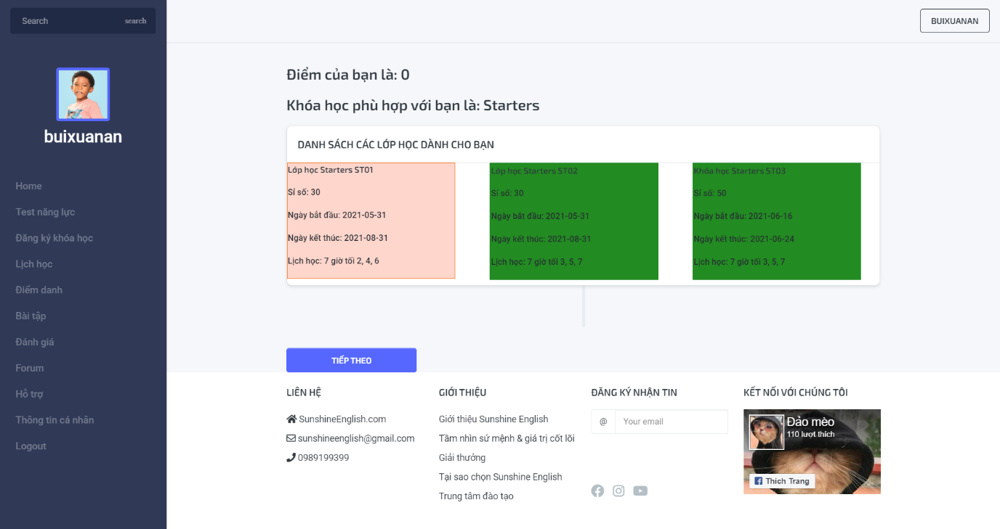 Search
search
buixuanan
Home
Test năng lực
Đăng ký khóa học
Lịch học
Điểm danh
Bài tập
Đánh giá
Forum
Hỗ trợ
Thông tin cá nhân
Logout
BUIXUANAN
Điểm của bạn là: 0
Khóa học phù hợp với bạn là: Starters
DANH SÁCH CÁC LỚP HỌC DÀNH CHO BẠN
Lớp học Starters ST01
Sỉ số: 30
Ngày bắt đầu: 2021-05-31
Ngày kết thúc: 2021-08-31
Lịch học: 7 giờ tối 2, 4, 6
Lớp học Starters ST02
Sỉ số: 30
Ngày bắt đầu: 2021-05-31
Ngày kết thúc: 2021-08-31
Lịch học: 7 giờ tối 3, 5, 7
Khóa học Starters ST03
Sỉ số: 50
Ngày bắt đầu: 2021-06-16
Ngày kết thúc: 2021-06-24
Lịch học: 7 giờ tối 3, 5, 7
TIẾP THEO
LIÊN HỆ
SunshineEnglish.com
sunshineenglish@gmail.com
0989199399
GIỚI THIỆU
Giới thiệu Sunshine English
Tầm nhìn sứ mệnh & giá trị cốt lõi
Giải thưởng
Tại sao chọn Sunshine English
Trung tâm đào tạo
ĐĂNG KÝ NHẬN TIN
@ Your email
KẾT NỐI VỚI CHÚNG TÔI
Đảo mèo
110 lượt thích
Thích Trang